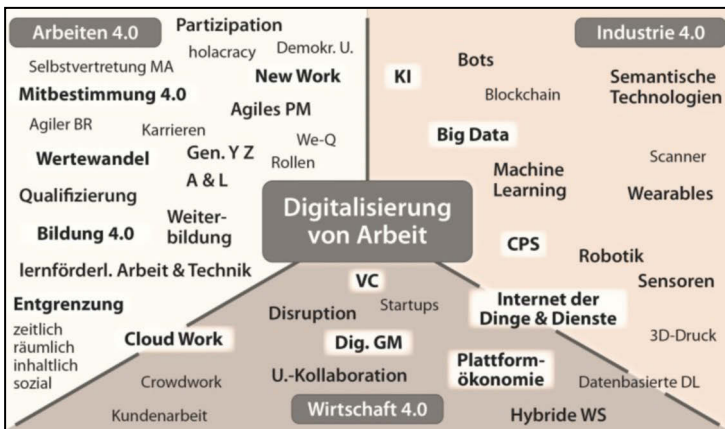 Arbeiten 4.0
Partizipation
holacracy
Demokr. U.
Selbstvertretung MA
New Work
Mitbestimmung 4.0
Agiles PM
Agiler BR
Karrieren
We-Q
Wertewandel
Gen. Y Z
Rollen
A & L
Qualifizierung
Weiter-
bildung
Bildung 4.0
lernförderl. Arbeit & Technik
Entgrenzung
zeitlich
räumlich
inhaltlich
sozial
Industrie 4.0
Bots
KI
Semantische
Technologien
Blockchain
Big Data
Scanner
Machine
Learning
Wearables
CPS
Robotik
Sensoren
Internet der
Dinge & Dienste
3D-Druck
Datenbasierte DL
Digitalisierung
von Arbeit
VC
Disruption
Startups
Cloud Work
Dig. GM
Plattform-
ökonomie
U.-Kollaboration
Crowdwork
Kundenarbeit
Wirtschaft 4.0
Hybride WS